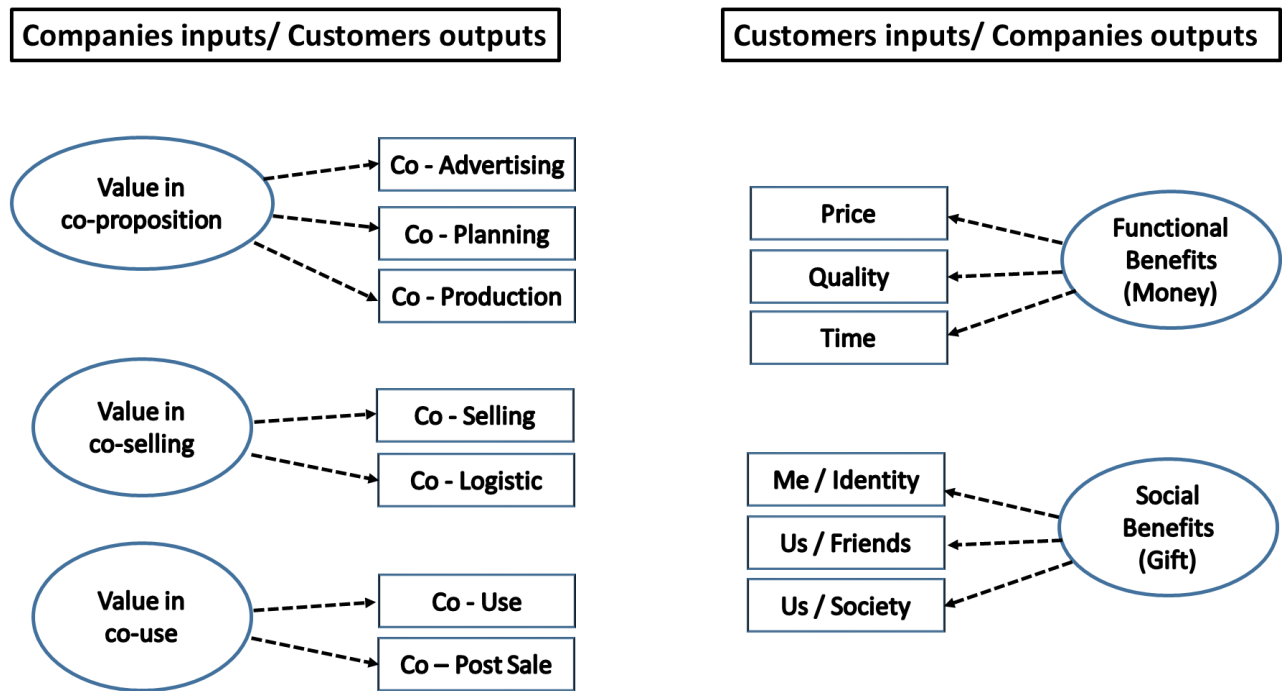 Companies inputs/ Customers outputs
Customers inputs/ Companies outputs
Value in
co-proposition
Co - Advertising
Co - Planning
Co - Production
Value in
co-selling
Co - Selling
Co - Logistic
Value in
co-use
Co - Use
Co – Post Sale
Price
Quality
Time
Functional
Benefits
(Money)
Me / Identity
Us / Friends
Us / Society
Social
Benefits
(Gift)